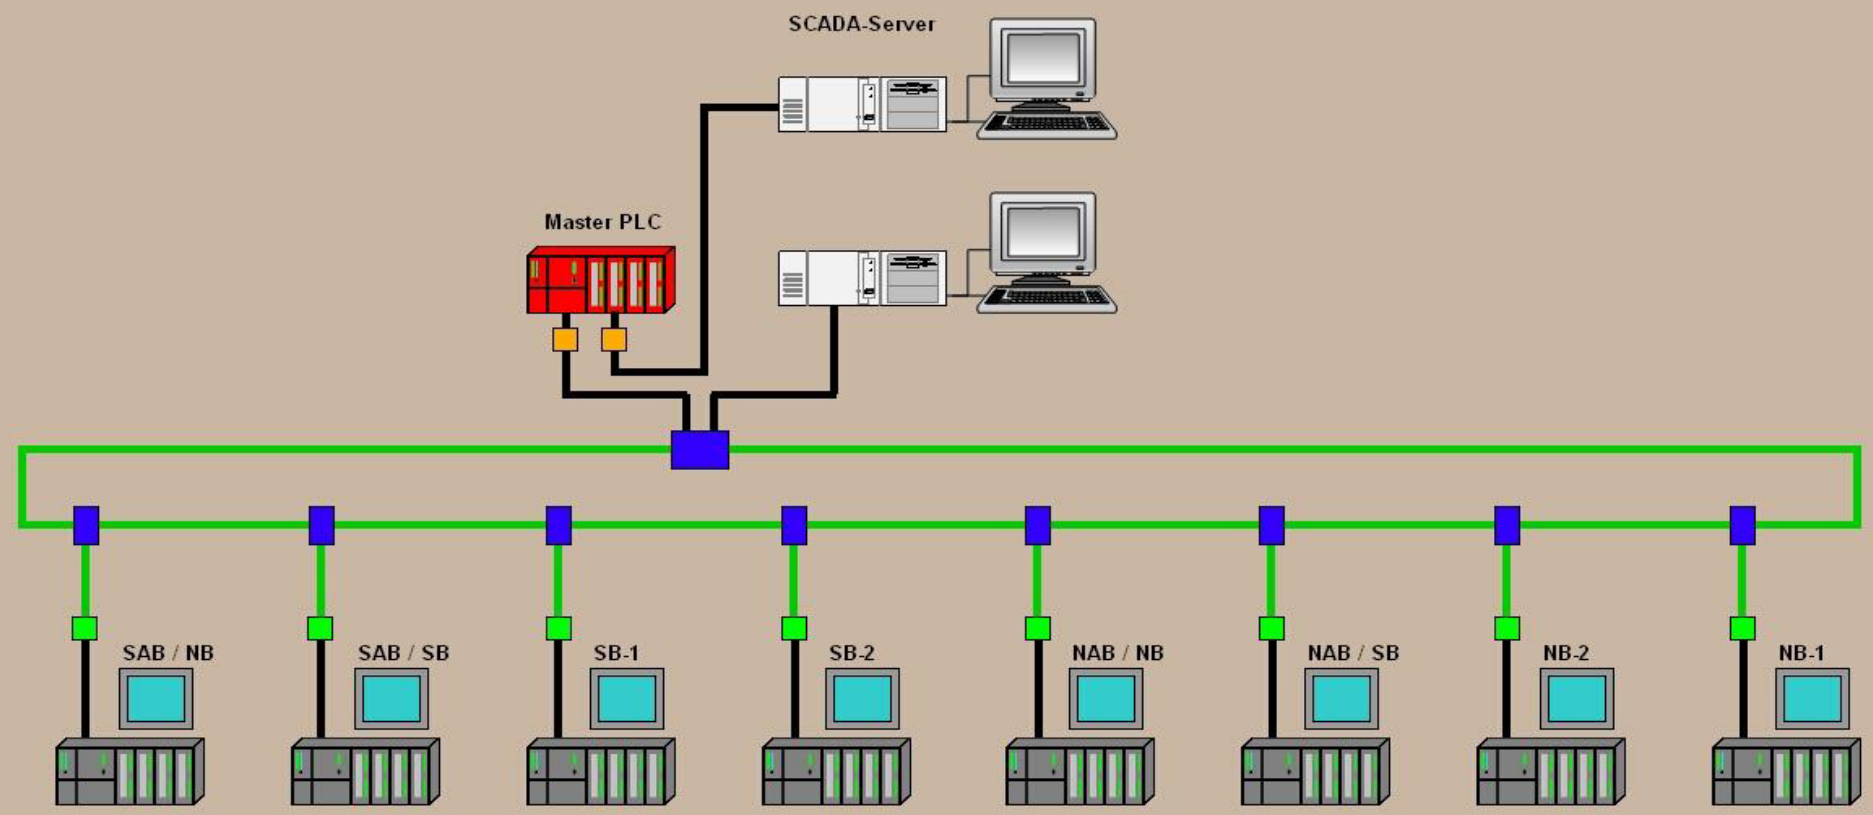 SCADA-Server
Master PLC
SAB / NB
SAB / SB
SB-1
SB-2
NAB / NB
NAB / SB
NB-2
NB-1